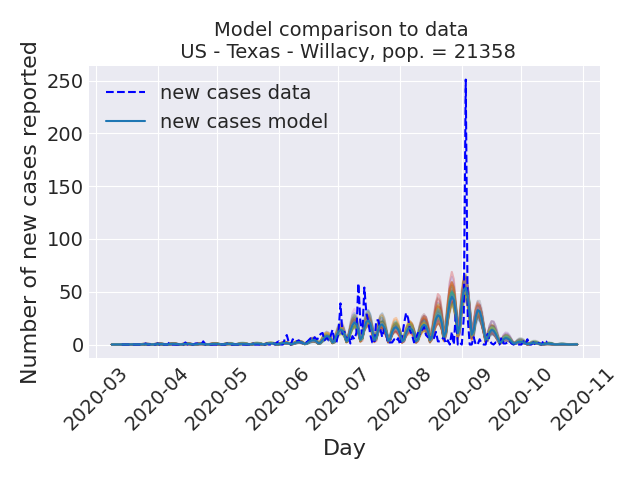 Model comparison to data
US - Texas - Willacy, pop. = 21358
Number of new cases reported
250
200
150
100
50
0
new cases data
new cases model
2020-03
2020-04
2020-05
2020-06
2020-07
2020-08
2020-09
2020-10
2020-11
Day